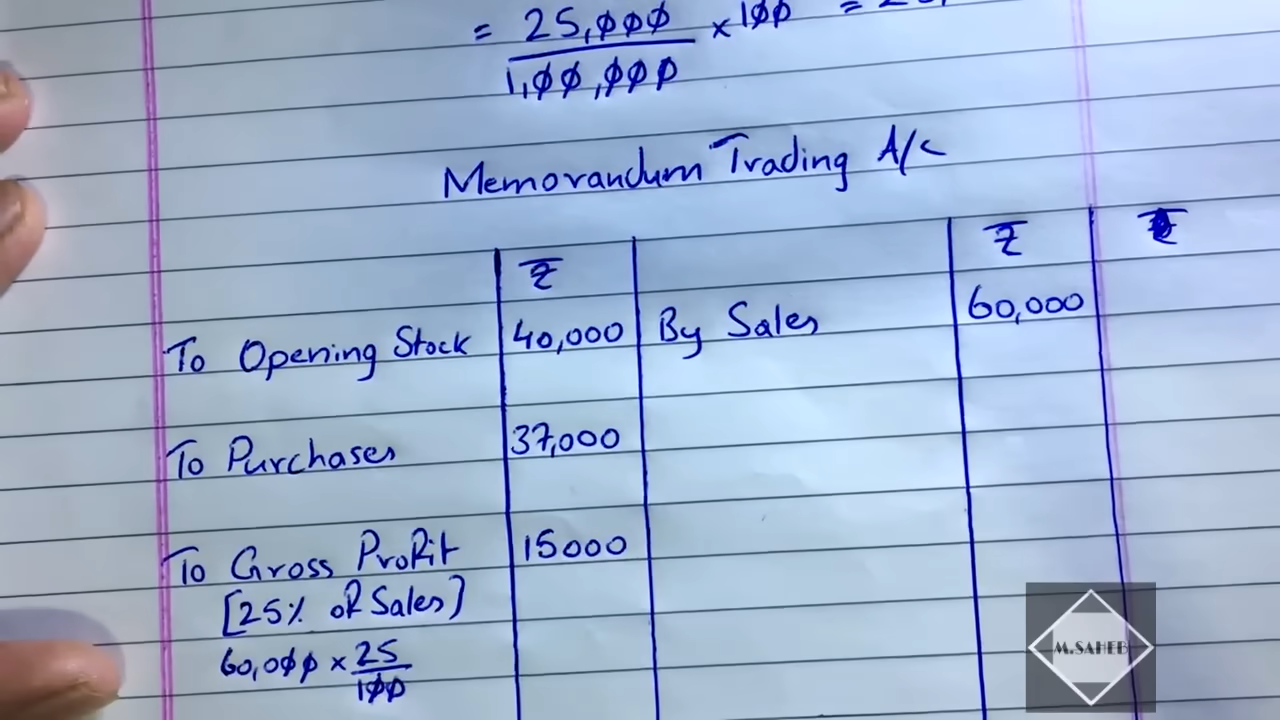 = 25,000 × 100 =
1,00,000
Memorandum Trading A/c
₹ ₹ ₹
To Opening Stock 40,000 By Sales 60,000
To Purchases 37,000
To Gross Profit 15000
[25% of Sales]
60,000 × 25
100
M.SAHEB